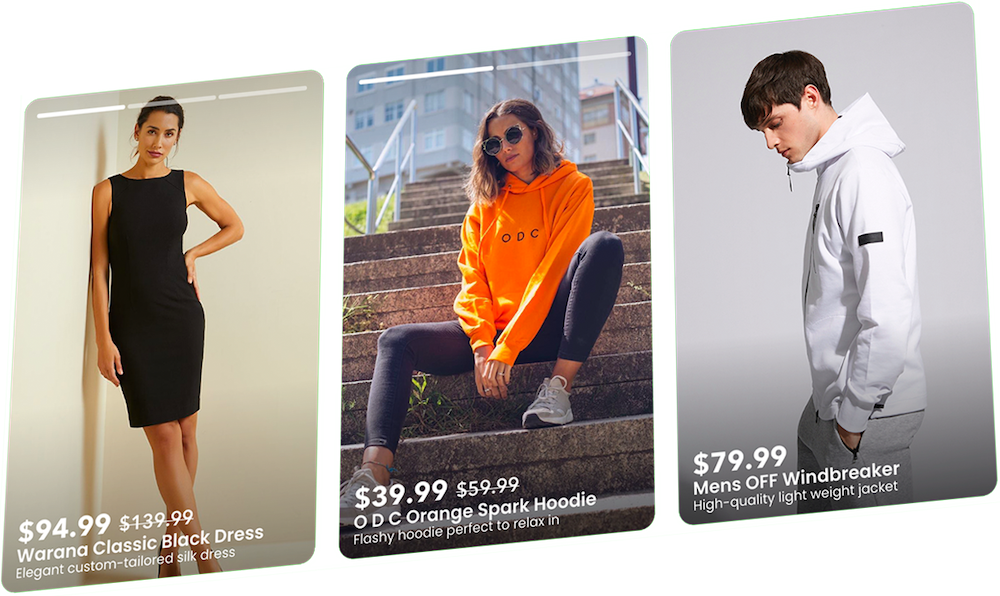 $94.99 $139.99
Warana Classic Black Dress
Elegant custom-tailored silk dress
O D C
$39.99 $59.99
O D C Orange Spark Hoodie
Flashy hoodie perfect to relax in
$79.99
Mens OFF Windbreaker
High-quality light weight jacket